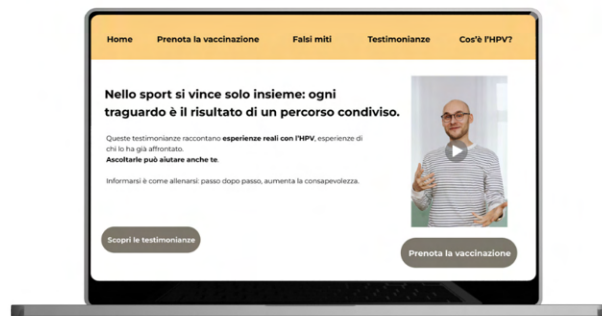 Home Prenota la vaccinazione Falsi miti Testimonianze Cos'è l'HPV?
Nello sport si vince solo insieme: ogni
traguardo è il risultato di un percorso condiviso.
Queste testimonianze raccontano esperienze reali con l'HPV, esperienze di
chi lo ha già affrontato.
Ascoltarle può aiutare anche te.
Informarsi è come allenarsi: passo dopo passo, aumenta la consapevolezza.
Scopri le testimonianze
Prenota la vaccinazione